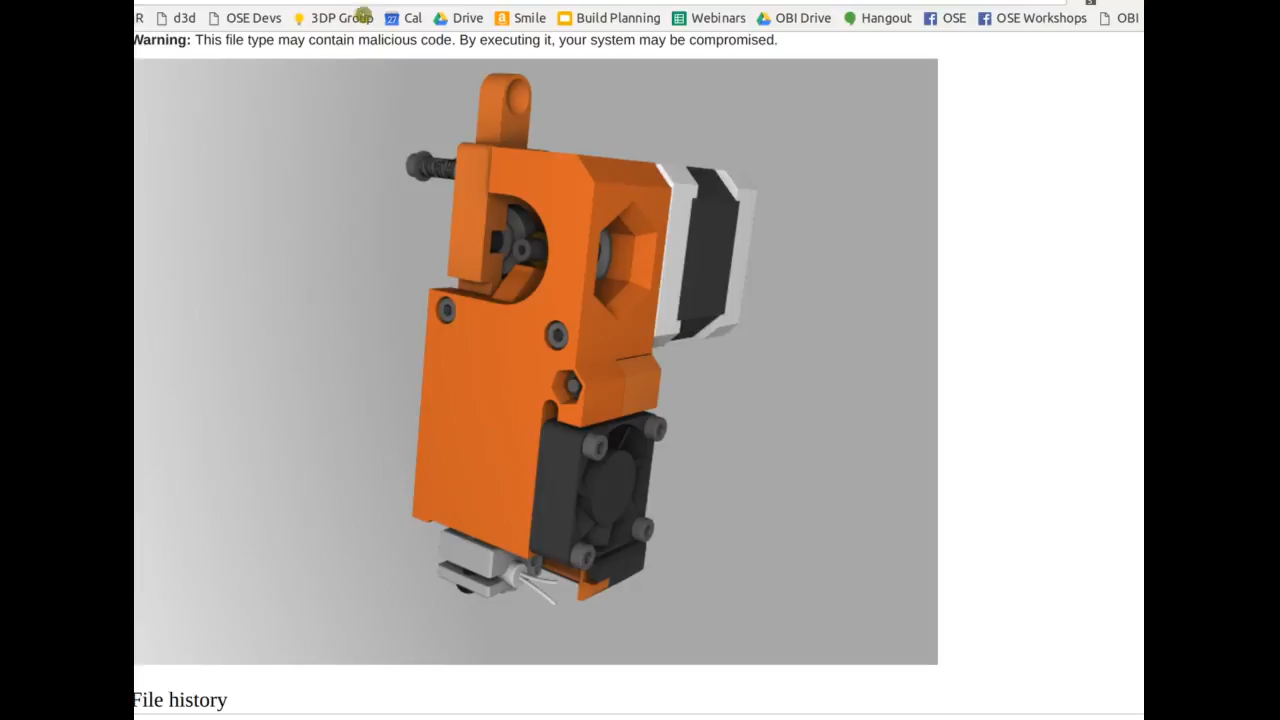 R d3d OSE Devs 3DP Group 27 Cal Drive a Smile Build Planning Webinars OBI Drive Hangout f OSE f OSE Workshops OBI
Warning: This file type may contain malicious code. By executing it, your system may be compromised.
File history